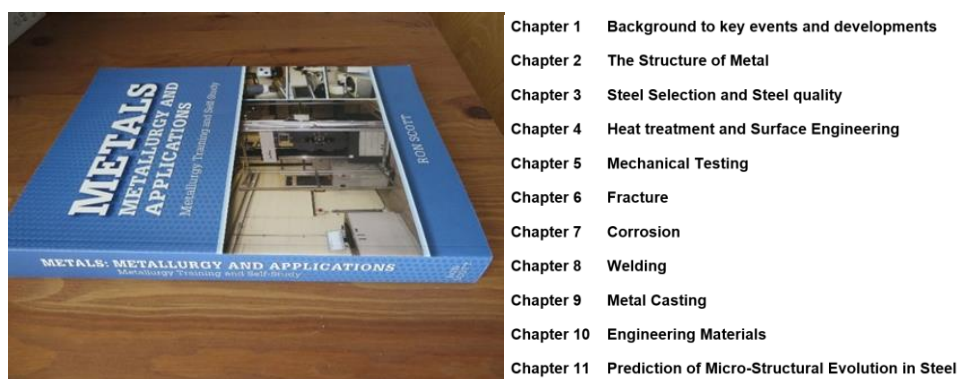 METALS
METALLURGY AND
APPLICATIONS
Metallurgy Training and Self-Study
RON SCOTT
METALS: METALLURGY AND APPLICATIONS
Metallurgy Training and Self-Study
RON SCOTT
Chapter 1 Background to key events and developments
Chapter 2 The Structure of Metal
Chapter 3 Steel Selection and Steel quality
Chapter 4 Heat treatment and Surface Engineering
Chapter 5 Mechanical Testing
Chapter 6 Fracture
Chapter 7 Corrosion
Chapter 8 Welding
Chapter 9 Metal Casting
Chapter 10 Engineering Materials
Chapter 11 Prediction of Micro-Structural Evolution in Steel